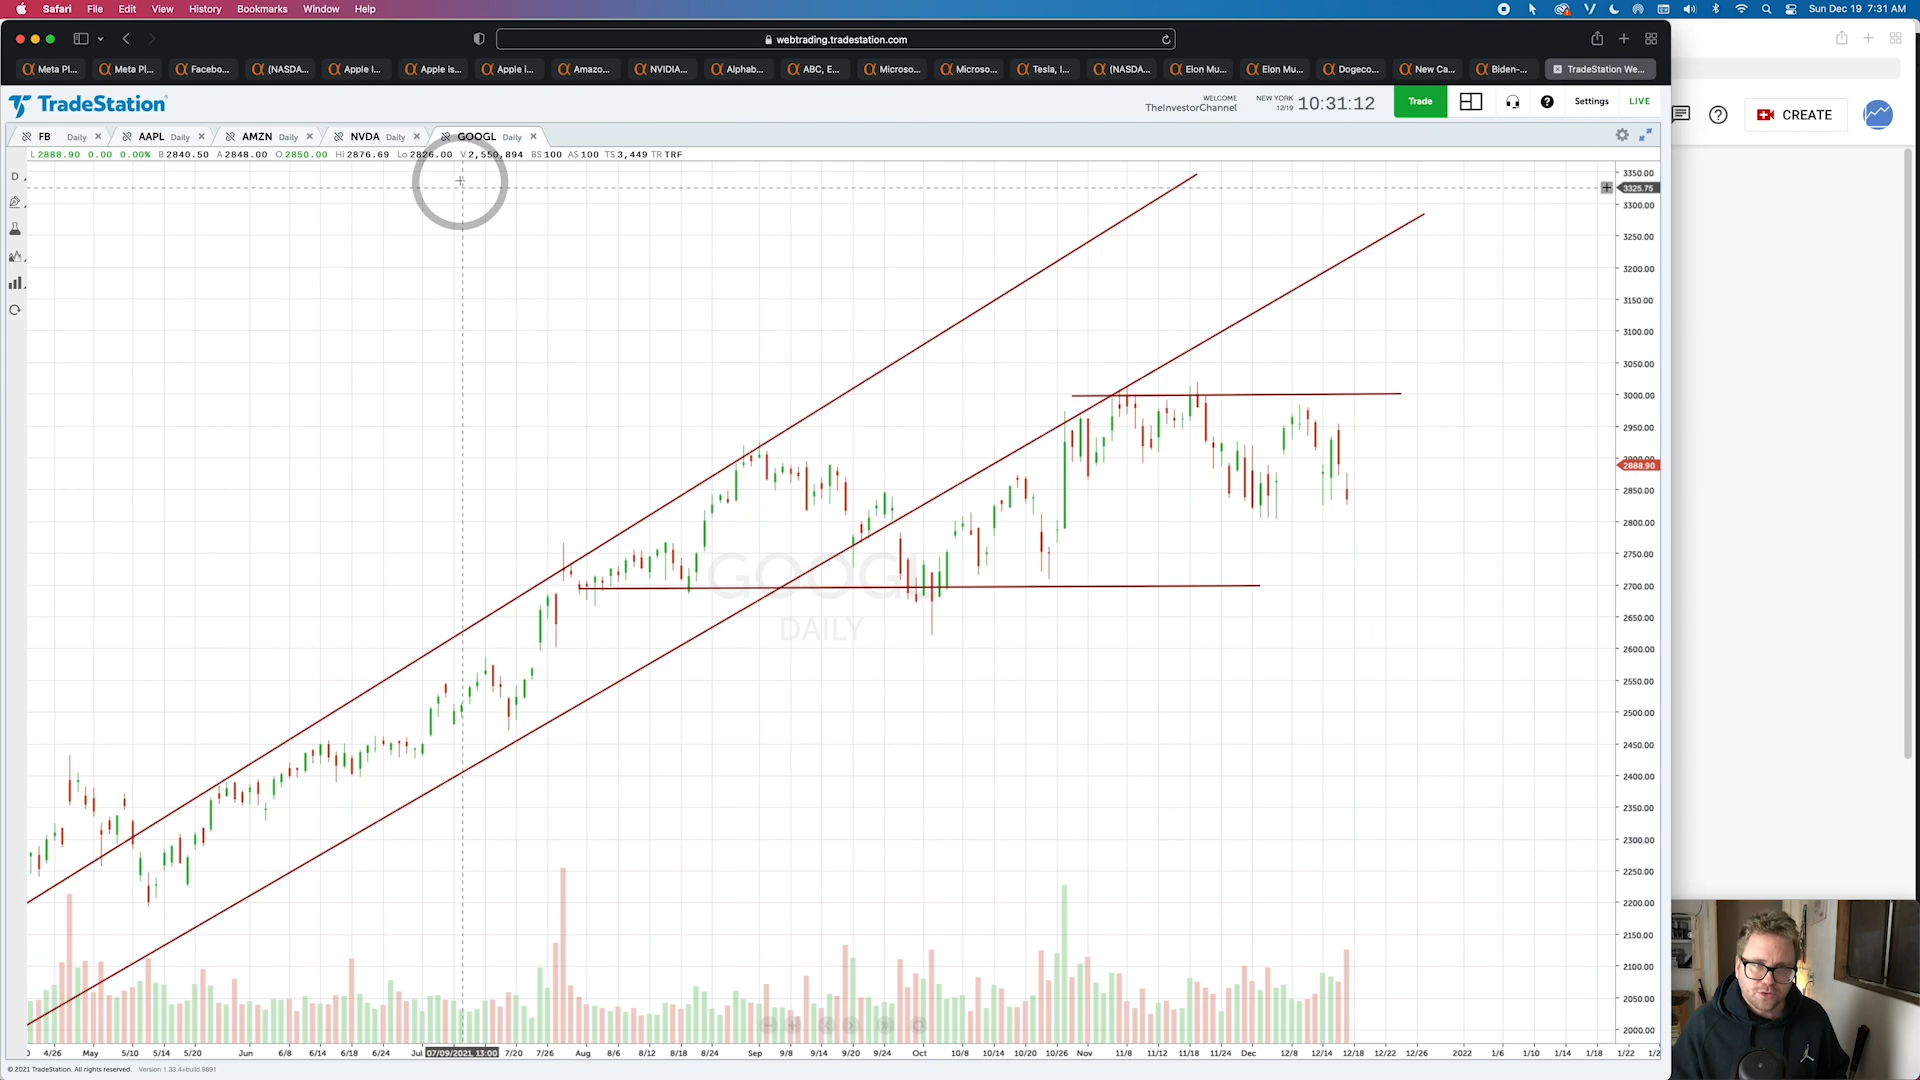 Safari File Edit View History Bookmarks Window Help
Sun Dec 19 7:31 AM
webtrading.tradestation.com
Meta Pl... Meta Pl... Facebo... (NASDA... Apple I... Apple is... Apple i... Amazo... NVIDIA... Alphab... ABC, E... Microso... Microso... Tesla, I... (NASDA... Elon Mu... Elon Mu... Dogeco... New Ca... Biden-... TradeStation We...
TradeStation
WELCOME
TheInvestorChannel
NEW YORK
12/19
10:31:12
Trade
Settings
LIVE
CREATE
FB Daily AAPL Daily AMZN Daily NVDA Daily GOOGL Daily
L 2888.90 0.00 0.00% B 2840.50 A 2848.00 O 2850.00 Hi 2876.69 Lo 2826.00 V 2,550,894 BS 100 AS 100 TS 3,449 TR TRF
D
3350.00
3325.75
3300.00
3250.00
3200.00
3150.00
3100.00
3050.00
3000.00
2950.00
2900.00
2888.90
2850.00
2800.00
2750.00
2700.00
2650.00
2600.00
2550.00
2500.00
2450.00
2400.00
2350.00
2300.00
2250.00
2200.00
2150.00
2100.00
2050.00
2000.00
GOOGL
DAILY
4/26 May 5/10 5/14 5/20 Jun 6/8 6/14 6/18 6/24 Jul 07/09/2021, 13:00 7/20 7/26 Aug 8/6 8/12 8/18 8/24 Sep 9/8 9/14 9/20 9/24 Oct 10/8 10/14 10/20 10/26 Nov 11/8 11/12 11/18 11/24 Dec 12/8 12/14 12/18 12/22 12/26 2022 1/6 1/10 1/14 1/18 1/22
© 2021 TradeStation. All rights reserved. Version 1.33.4+build.9891